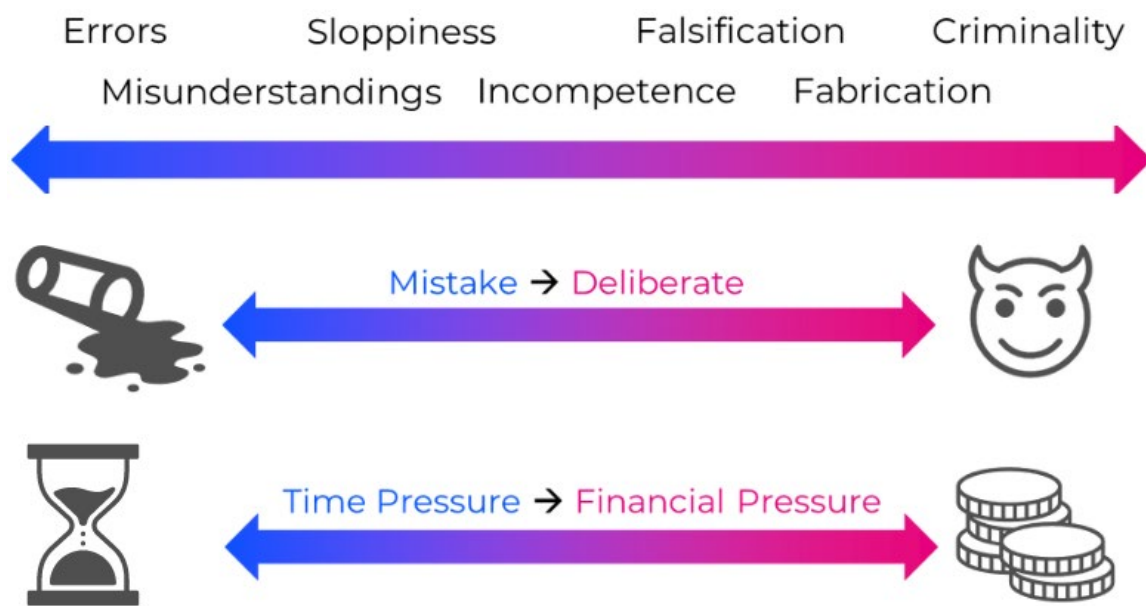 Errors Sloppiness Falsification Criminality
Misunderstandings Incompetence Fabrication
Mistake → Deliberate
Time Pressure → Financial Pressure